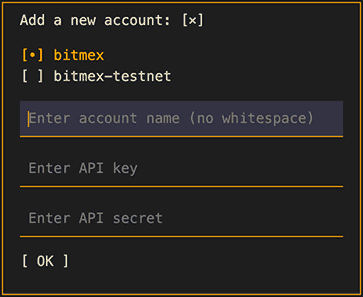 Add a new account: [×]
[•] bitmex
[ ] bitmex-testnet
Enter account name (no whitespace)
Enter API key
Enter API secret
[ OK ]